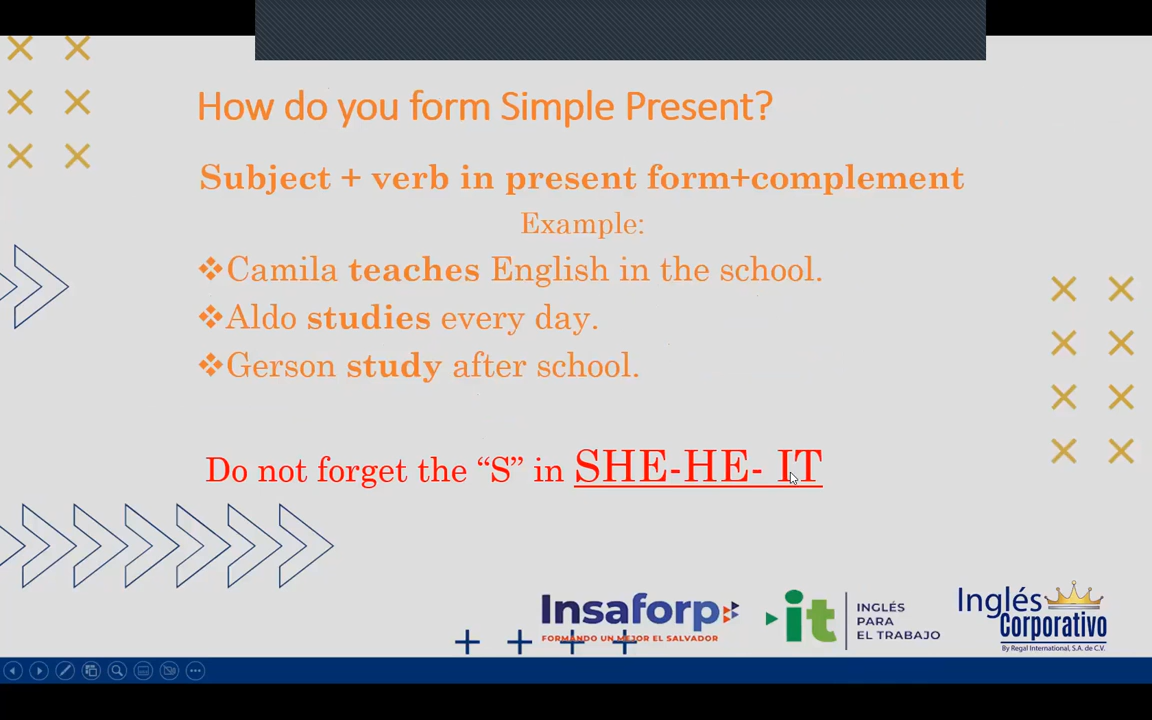 How do you form Simple Present?
Subject + verb in present form+complement
Example:
❖Camila teaches English in the school.
❖Aldo studies every day.
❖Gerson study after school.
Do not forget the “S” in SHE-HE- IT
Insaforp
FORMANDO UN MEJOR EL SALVADOR
it
INGLÉS
PARA
EL TRABAJO
Inglés
Corporativo
By Regal International, S.A. de C.V.